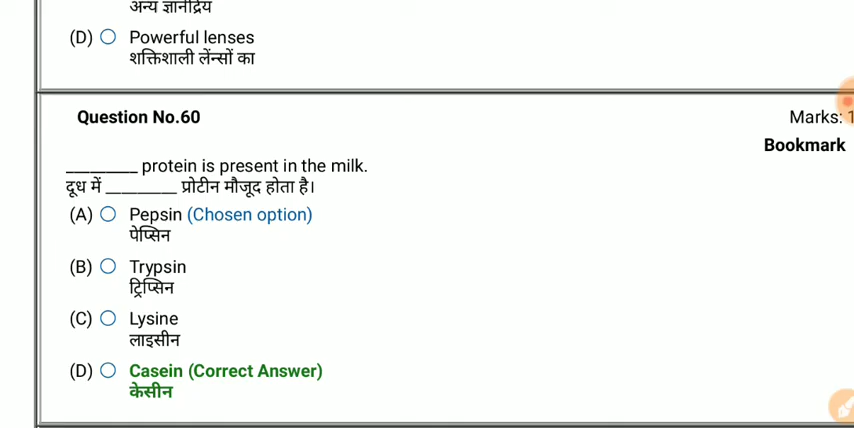 अन्य ज्ञानेंद्रिय
(D) Powerful lenses
शक्तिशाली लेंन्सों का
Question No.60
Marks: 1
Bookmark
________ protein is present in the milk.
दूध में ________ प्रोटीन मौजूद होता है।
(A) Pepsin (Chosen option)
पेप्सिन
(B) Trypsin
ट्रिप्सिन
(C) Lysine
लाइसीन
(D) Casein (Correct Answer)
केसीन